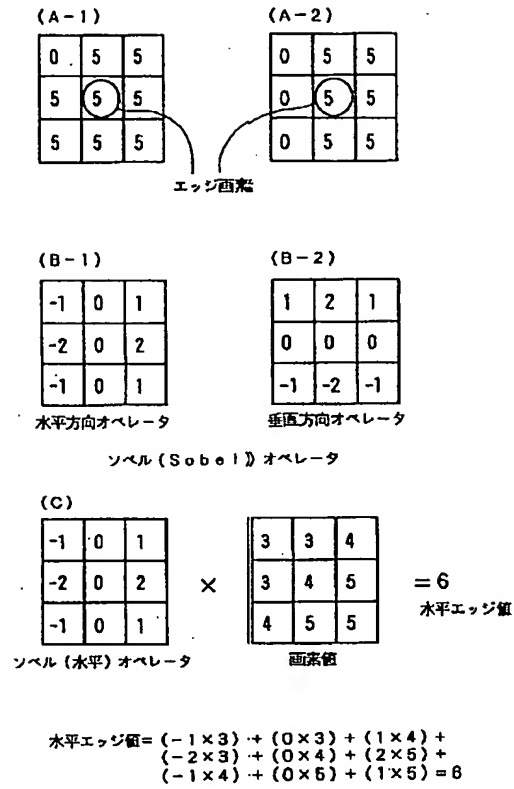 (A-1) (A-2)
0 5 5 0 5 5
5 5 5 0 5 5
5 5 5 0 5 5
エッジ画素
(B-1) (B-2)
-1 0 1 1 2 1
-2 0 2 0 0 0
-1 0 1 -1 -2 -1
水平方向オペレータ 垂直方向オペレータ
ソベル(Sobel))オペレータ
(C)
-1 0 1 3 3 4
-2 0 2 × 3 4 5 =6
-1 0 1 4 5 5 水平エッジ値
ソベル(水平)オペレータ 画素値
水平エッジ値=(-1×3)+(0×3)+(1×4)+
(-2×3)+(0×4)+(2×5)+
(-1×4)+(0×5)+(1×5)=6